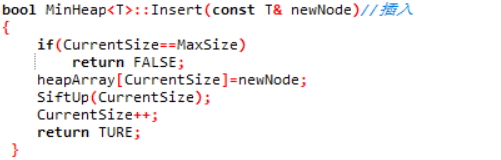 bool MinHeap<T>::Insert(const T& newNode)//插入
{
if(CurrentSize==MaxSize)
return FALSE;
heapArray[CurrentSize]=newNode;
SiftUp(CurrentSize);
CurrentSize++;
return TURE;
}